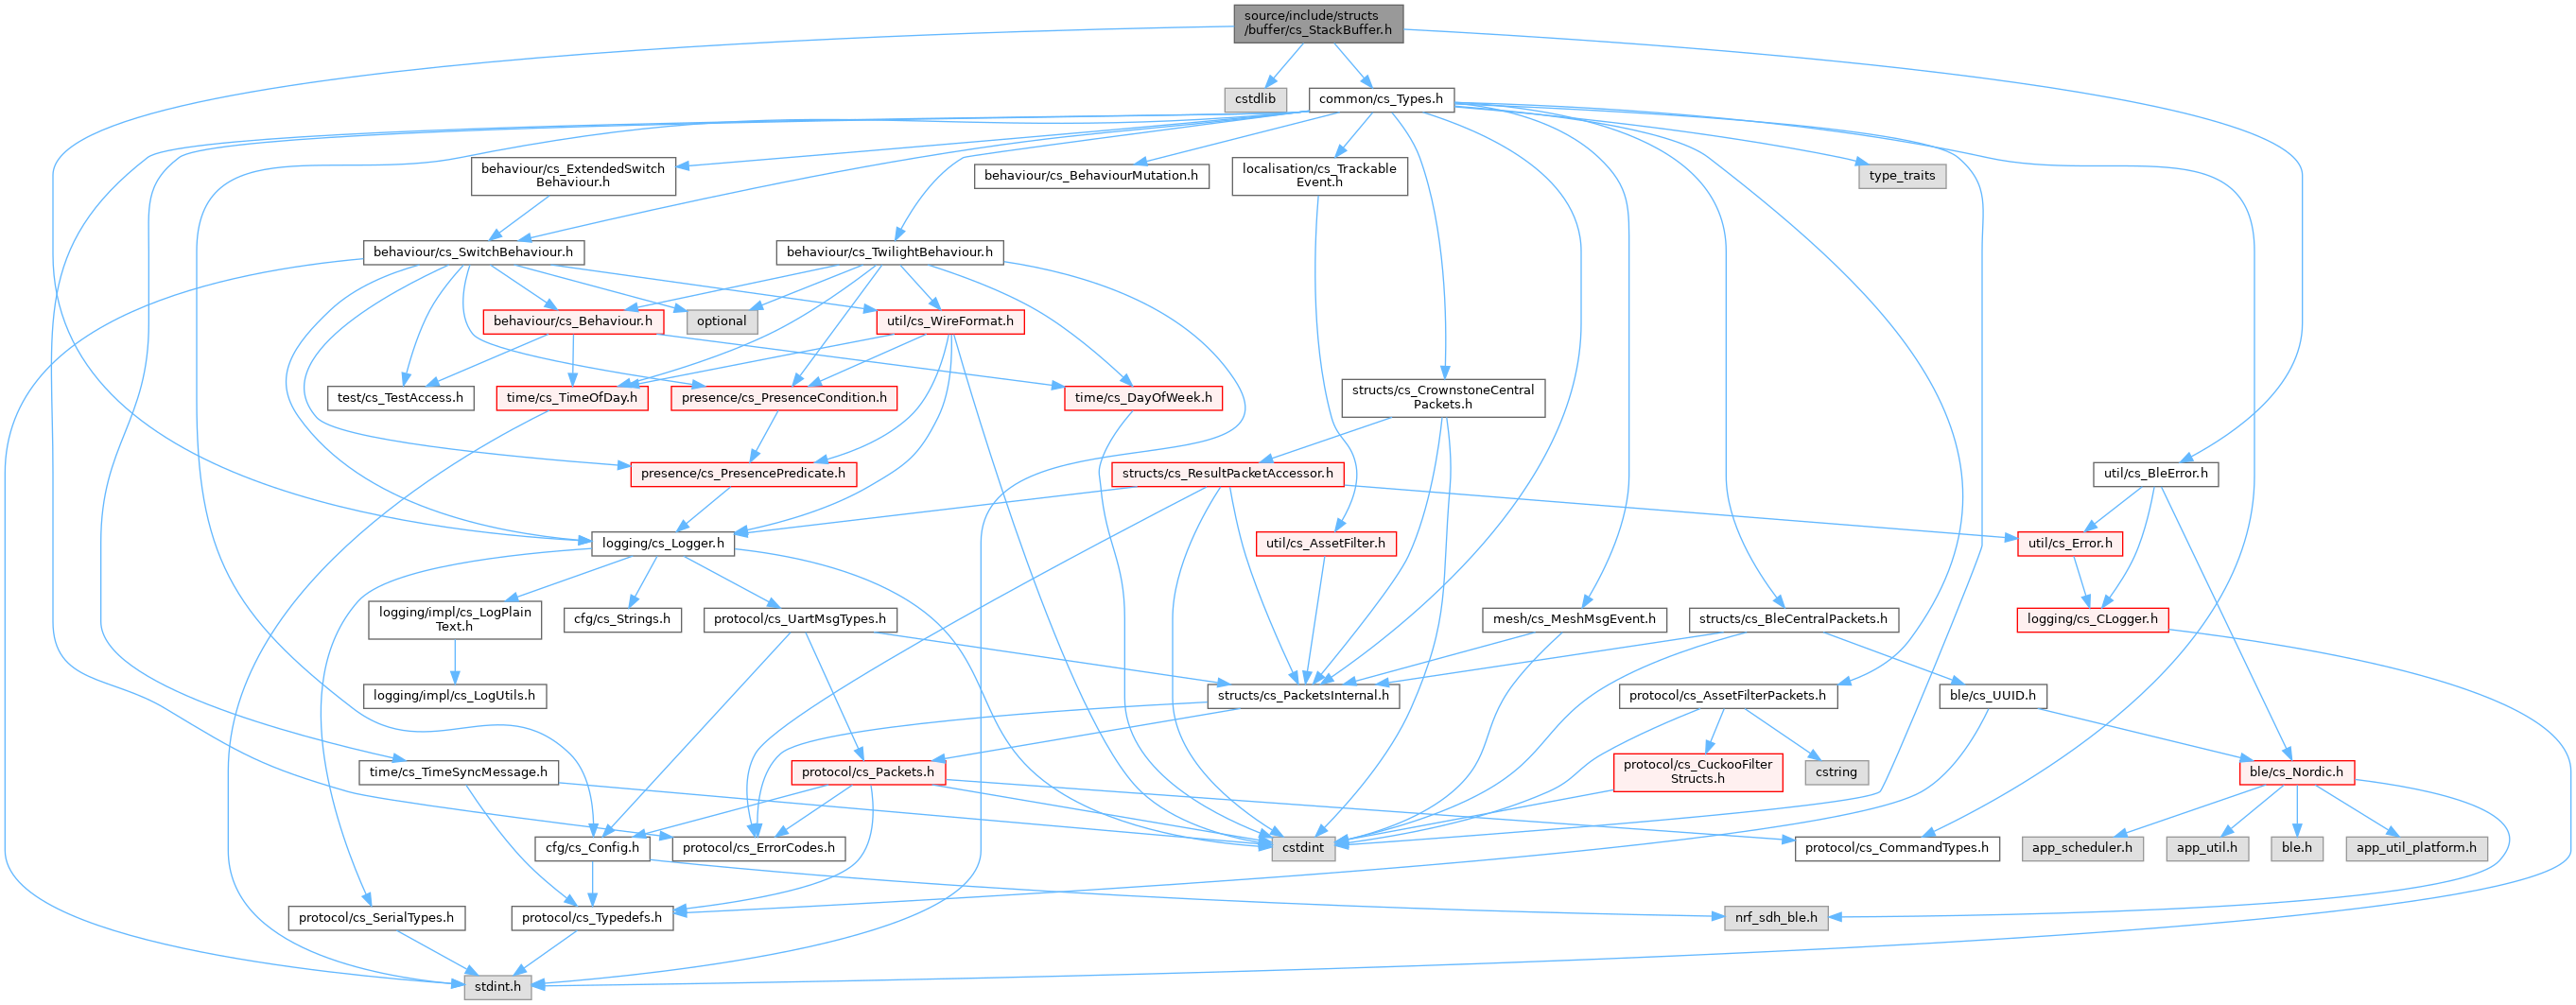 source/include/structs
/buffer/cs_StackBuffer.h
cstdlib
common/cs_Types.h
behaviour/cs_ExtendedSwitch
Behaviour.h
behaviour/cs_BehaviourMutation.h
localisation/cs_Trackable
Event.h
type_traits
behaviour/cs_SwitchBehaviour.h
behaviour/cs_TwilightBehaviour.h
behaviour/cs_Behaviour.h
optional
util/cs_WireFormat.h
test/cs_TestAccess.h
time/cs_TimeOfDay.h
presence/cs_PresenceCondition.h
time/cs_DayOfWeek.h
structs/cs_CrownstoneCentral
Packets.h
presence/cs_PresencePredicate.h
structs/cs_ResultPacketAccessor.h
util/cs_BleError.h
logging/cs_Logger.h
util/cs_AssetFilter.h
util/cs_Error.h
logging/impl/cs_LogPlain
Text.h
cfg/cs_Strings.h
protocol/cs_UartMsgTypes.h
mesh/cs_MeshMsgEvent.h
structs/cs_BleCentralPackets.h
logging/cs_CLogger.h
logging/impl/cs_LogUtils.h
structs/cs_PacketsInternal.h
protocol/cs_AssetFilterPackets.h
ble/cs_UUID.h
time/cs_TimeSyncMessage.h
protocol/cs_Packets.h
protocol/cs_CuckooFilter
Structs.h
cstring
ble/cs_Nordic.h
cfg/cs_Config.h
protocol/cs_ErrorCodes.h
cstdint
protocol/cs_CommandTypes.h
app_scheduler.h
app_util.h
ble.h
app_util_platform.h
protocol/cs_SerialTypes.h
protocol/cs_Typedefs.h
nrf_sdh_ble.h
stdint.h